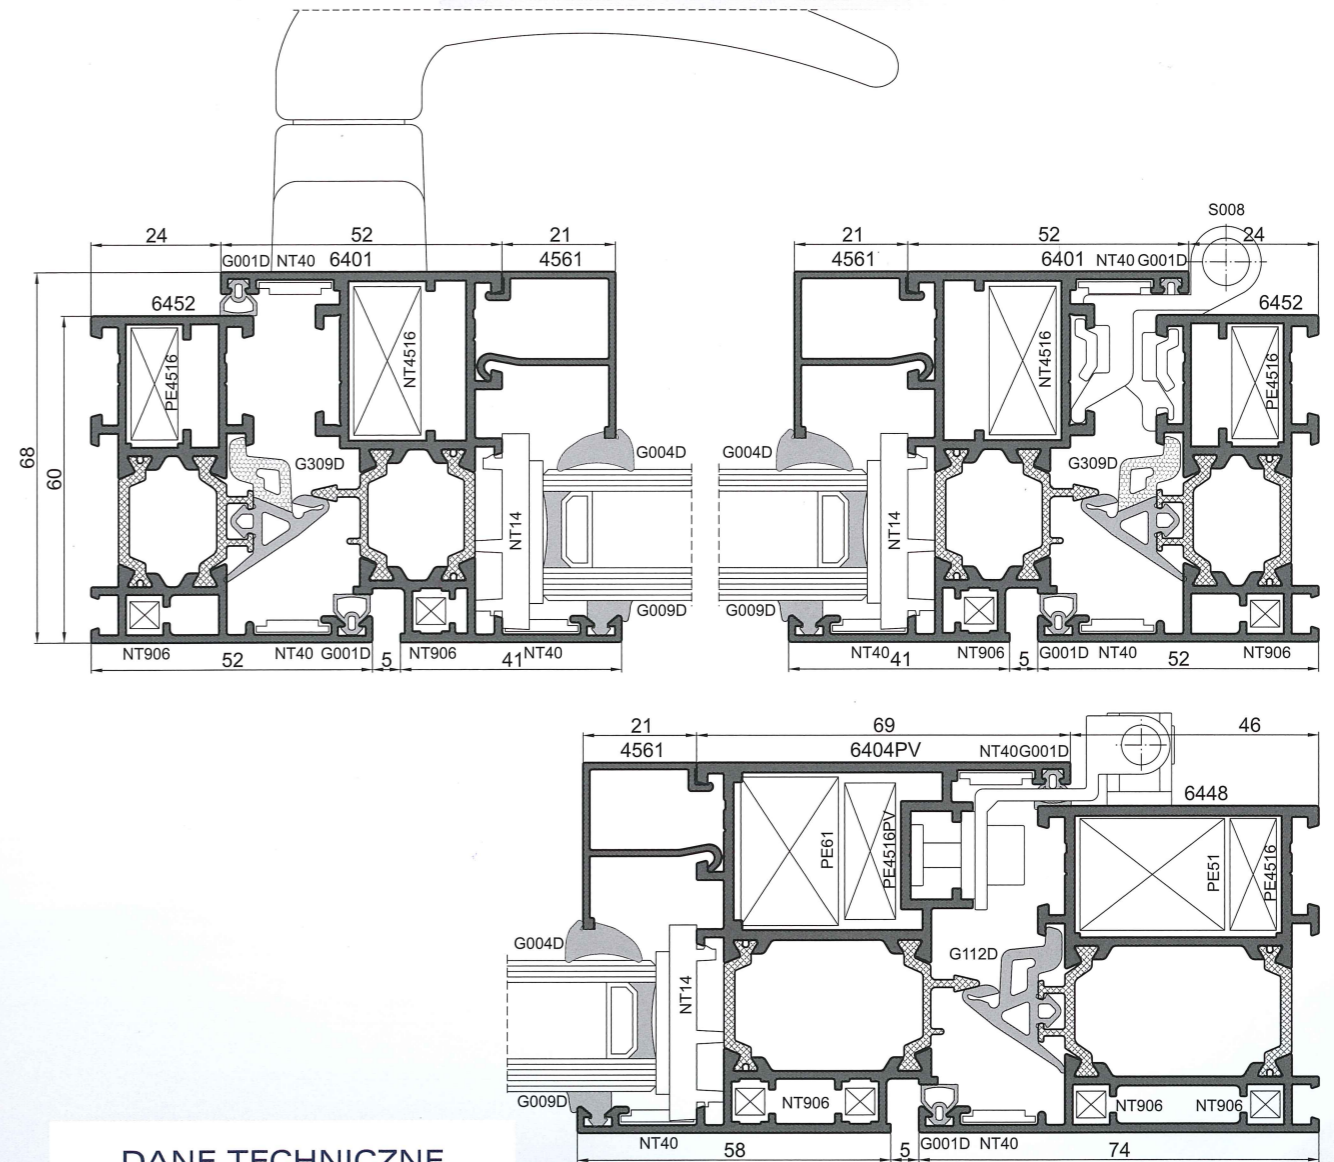 S008
24 52 21
G001D NT40 6401 4561
6452
PE4516
NT4516
68
60
G309D
G004D
NT14
G009D
NT906 NT40 G001D NT906 NT40
52 5 41
21 52 24
4561 6401 NT40 G001D
6452
NT4516
PE4516
G004D
G309D
NT14
G009D
NT40 NT906 G001D NT40 NT906
41 5 52
21 69 46
4561 6404PV NT40G001D
6448
PE61
PE4516PV
PE51
PE4516
G004D
G112D
NT14
G009D
NT906 NT906 NT906
NT40 G001D NT40
58 5 74
DANE TECHNICZNE